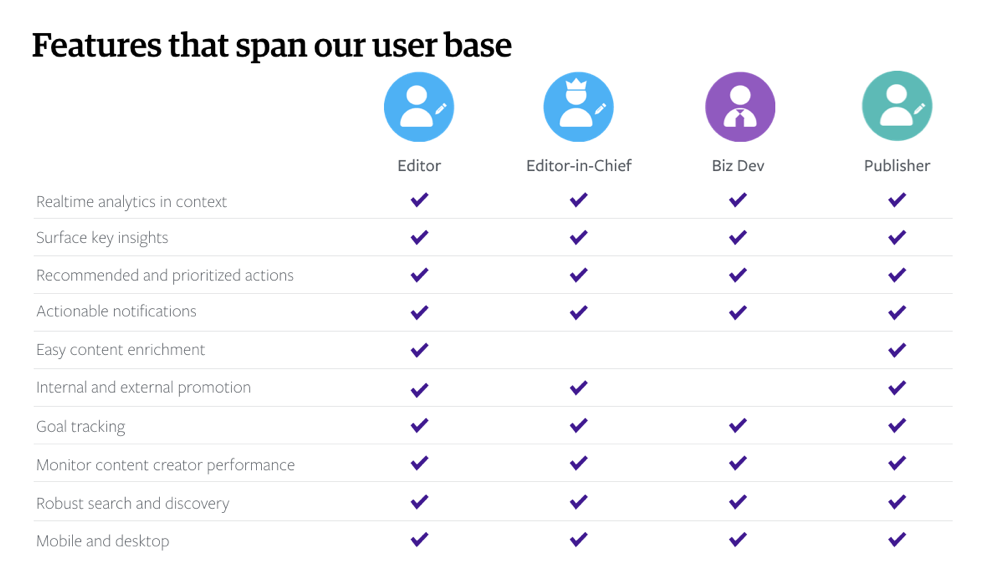 Features that span our user base
Editor
Editor-in-Chief
Biz Dev
Publisher
Realtime analytics in context
Surface key insights
Recommended and prioritized actions
Actionable notifications
Easy content enrichment
Internal and external promotion
Goal tracking
Monitor content creator performance
Robust search and discovery
Mobile and desktop